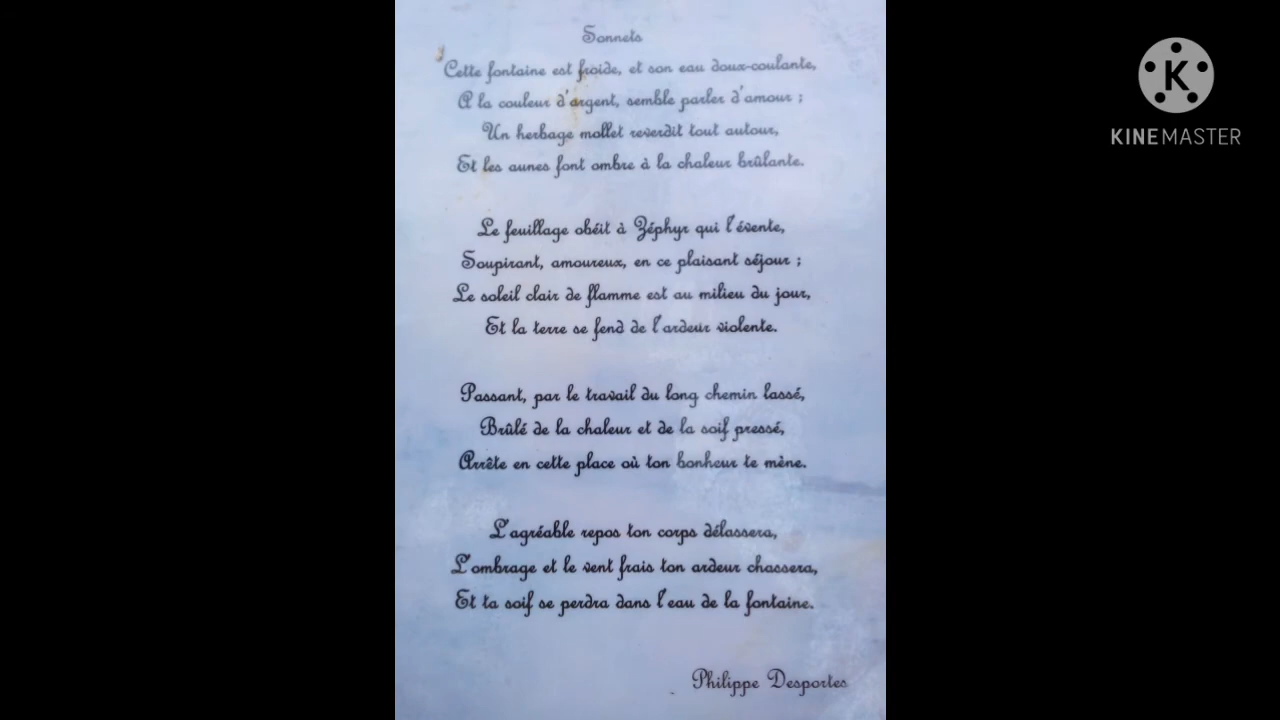 Sonnets
Cette fontaine est froide, et son eau doux-coulante,
A la couleur d'argent, semble parler d'amour ;
Un herbage mollet reverdit tout autour,
Et les aunes font ombre à la chaleur brûlante.
Le feuillage obéit à Zéphyr qui l'évente,
Soupirant, amoureux, en ce plaisant séjour ;
Le soleil clair de flamme est au milieu du jour,
Et la terre se fend de l'ardeur violente.
Passant, par le travail du long chemin lassé,
Brûlé de la chaleur et de la soif pressé,
Arrête en cette place où ton bonheur te mène.
L'agréable repos ton corps délassera,
L'ombrage et le vent frais ton ardeur chassera,
Et ta soif se perdra dans l'eau de la fontaine.
Philippe Desportes
K
KINEMASTER